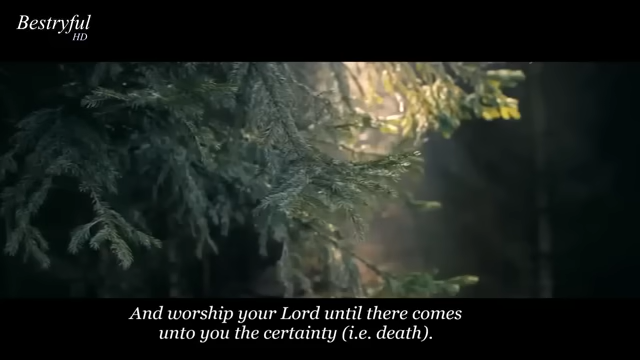 Bestryful
HD
And worship your Lord until there comes
unto you the certainty (i.e. death).